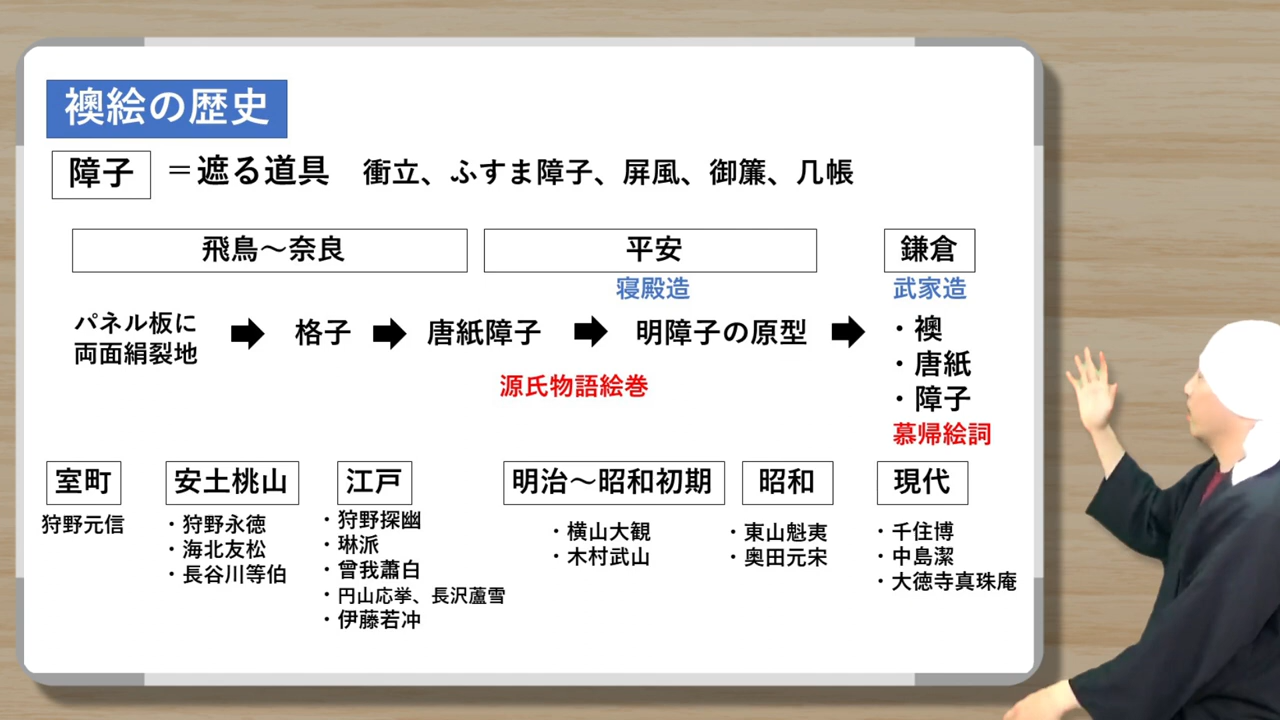 襖絵の歴史
障子 ＝遮る道具 衝立、ふすま障子、屏風、御簾、几帳
飛鳥〜奈良 平安 鎌倉
寝殿造 武家造
パネル板に
両面絹裂地
格子
唐紙障子
明障子の原型
・襖
・唐紙
・障子
源氏物語絵巻
慕帰絵詞
室町
狩野元信
安土桃山
・狩野永徳
・海北友松
・長谷川等伯
江戸
・狩野探幽
・琳派
・曾我蕭白
・円山応挙、長沢蘆雪
・伊藤若冲
明治〜昭和初期
・横山大観
・木村武山
昭和
・東山魁夷
・奥田元宋
現代
・千住博
・中島潔
・大徳寺真珠庵